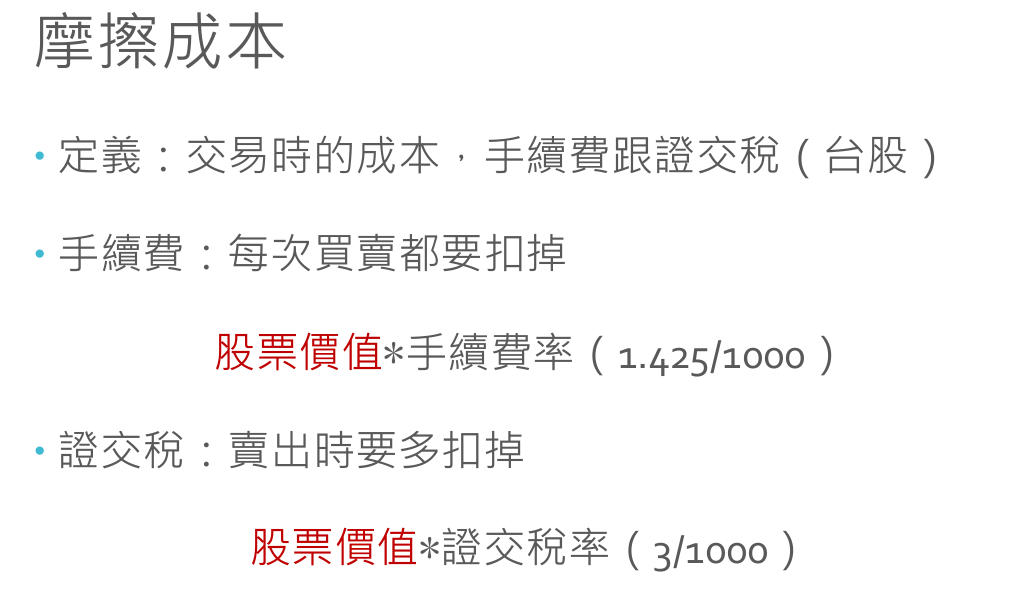 摩擦成本
• 定義：交易時的成本，手續費跟證交稅（台股）
• 手續費：每次買賣都要扣掉
股票價值*手續費率（1.425/1000）
• 證交稅：賣出時要多扣掉
股票價值*證交稅率（3/1000）